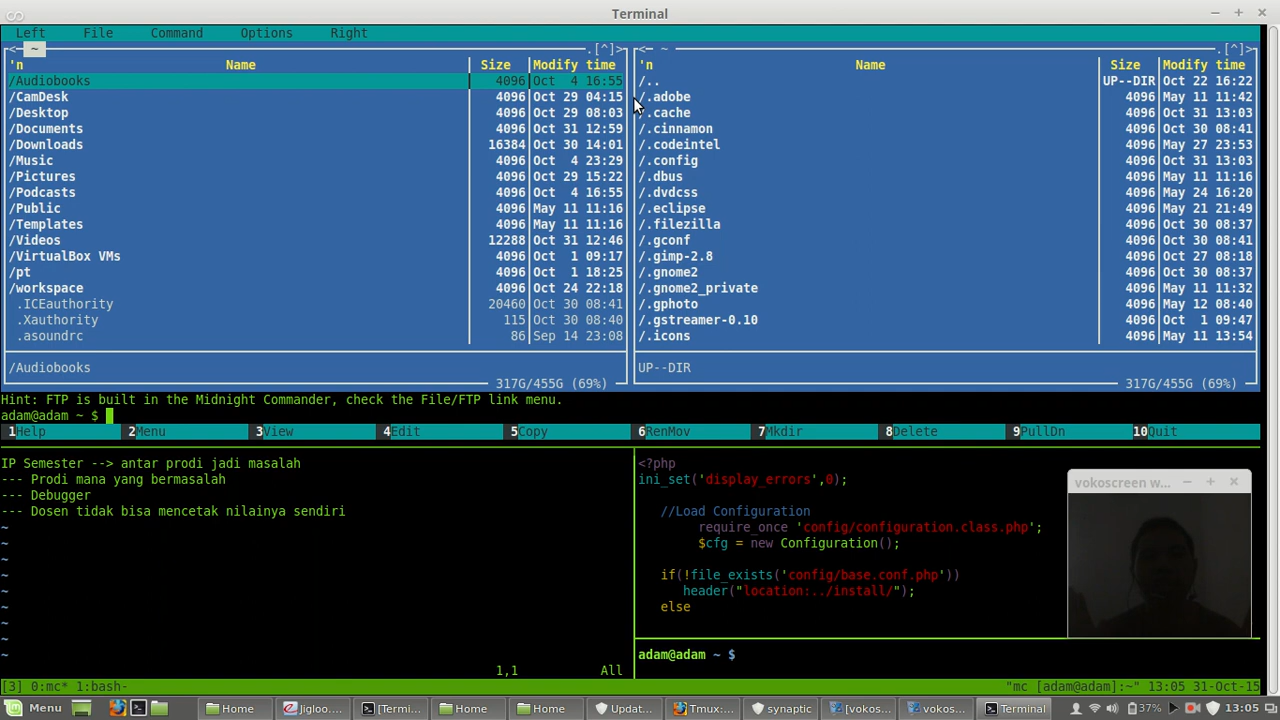 Terminal
Left File Command Options Right
<- ~ .[^]> <- ~ .[^]>
'n Name Size Modify time 'n Name Size Modify time
/Audiobooks 4096 Oct 4 16:55 /.. UP--DIR Oct 22 16:22
/CamDesk 4096 Oct 29 04:15 /.adobe 4096 May 11 11:42
/Desktop 4096 Oct 29 08:03 /.cache 4096 Oct 31 13:03
/Documents 4096 Oct 31 12:59 /.cinnamon 4096 Oct 30 08:41
/Downloads 16384 Oct 30 14:01 /.codeintel 4096 May 27 23:53
/Music 4096 Oct 4 23:29 /.config 4096 Oct 31 13:03
/Pictures 4096 Oct 29 15:22 /.dbus 4096 May 11 11:16
/Podcasts 4096 Oct 4 16:55 /.dvdcss 4096 May 24 16:20
/Public 4096 May 11 11:16 /.eclipse 4096 May 21 21:49
/Templates 4096 May 11 11:16 /.filezilla 4096 Oct 30 08:37
/Videos 12288 Oct 31 12:46 /.gconf 4096 Oct 30 08:41
/VirtualBox VMs 4096 Oct 1 09:17 /.gimp-2.8 4096 Oct 27 08:18
/pt 4096 Oct 1 18:25 /.gnome2 4096 Oct 30 08:37
/workspace 4096 Oct 24 22:18 /.gnome2_private 4096 May 11 11:32
.ICEauthority 20460 Oct 30 08:41 /.gphoto 4096 May 12 08:40
.Xauthority 115 Oct 30 08:40 /.gstreamer-0.10 4096 Oct 1 09:47
.asoundrc 86 Sep 14 23:08 /.icons 4096 May 11 13:54
/Audiobooks UP--DIR
317G/455G (69%) 317G/455G (69%)
Hint: FTP is built in the Midnight Commander, check the File/FTP link menu.
adam@adam ~ $
1Help 2Menu 3View 4Edit 5Copy 6RenMov 7Mkdir 8Delete 9PullDn 10Quit
IP Semester --> antar prodi jadi masalah
--- Prodi mana yang bermasalah
--- Debugger
--- Dosen tidak bisa mencetak nilainya sendiri
~
~
~
~
~
~
~
~
~
1,1 All
<?php
ini_set('display_errors',0);
//Load Configuration
require_once 'config/configuration.class.php';
$cfg = new Configuration();
if(!file_exists('config/base.conf.php'))
header("location:../install/");
else
vokoscreen w...
adam@adam ~ $
[3] 0:mc* 1:bash- "mc [adam@adam]:~" 13:05 31-Oct-15
Menu Home Jigloo.... [Termi... Home Home Updat... Tmux:... synaptic [vokos... vokos... Terminal 37% 13:05